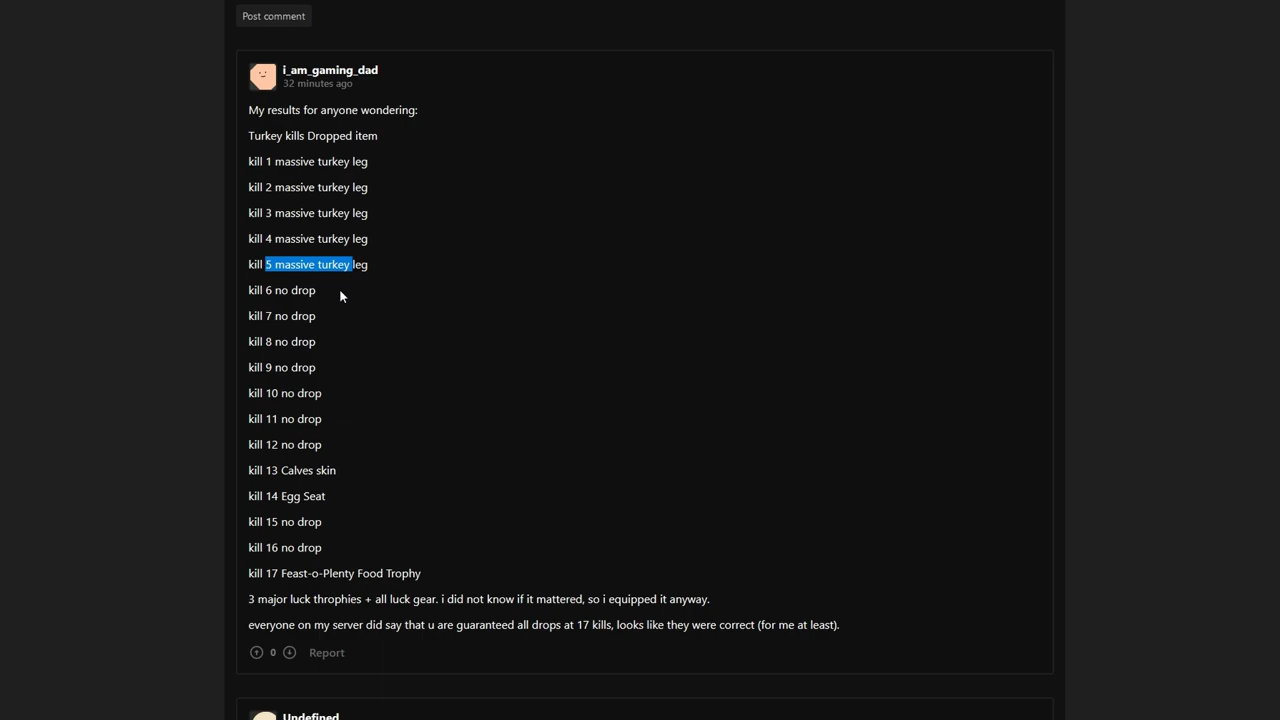 Post comment
i_am_gaming_dad
32 minutes ago
My results for anyone wondering:
Turkey kills Dropped item
kill 1 massive turkey leg
kill 2 massive turkey leg
kill 3 massive turkey leg
kill 4 massive turkey leg
kill 5 massive turkey leg
kill 6 no drop
kill 7 no drop
kill 8 no drop
kill 9 no drop
kill 10 no drop
kill 11 no drop
kill 12 no drop
kill 13 Calves skin
kill 14 Egg Seat
kill 15 no drop
kill 16 no drop
kill 17 Feast-o-Plenty Food Trophy
3 major luck throphies + all luck gear. i did not know if it mattered, so i equipped it anyway.
everyone on my server did say that u are guaranteed all drops at 17 kills, looks like they were correct (for me at least).
0 Report
Undefined